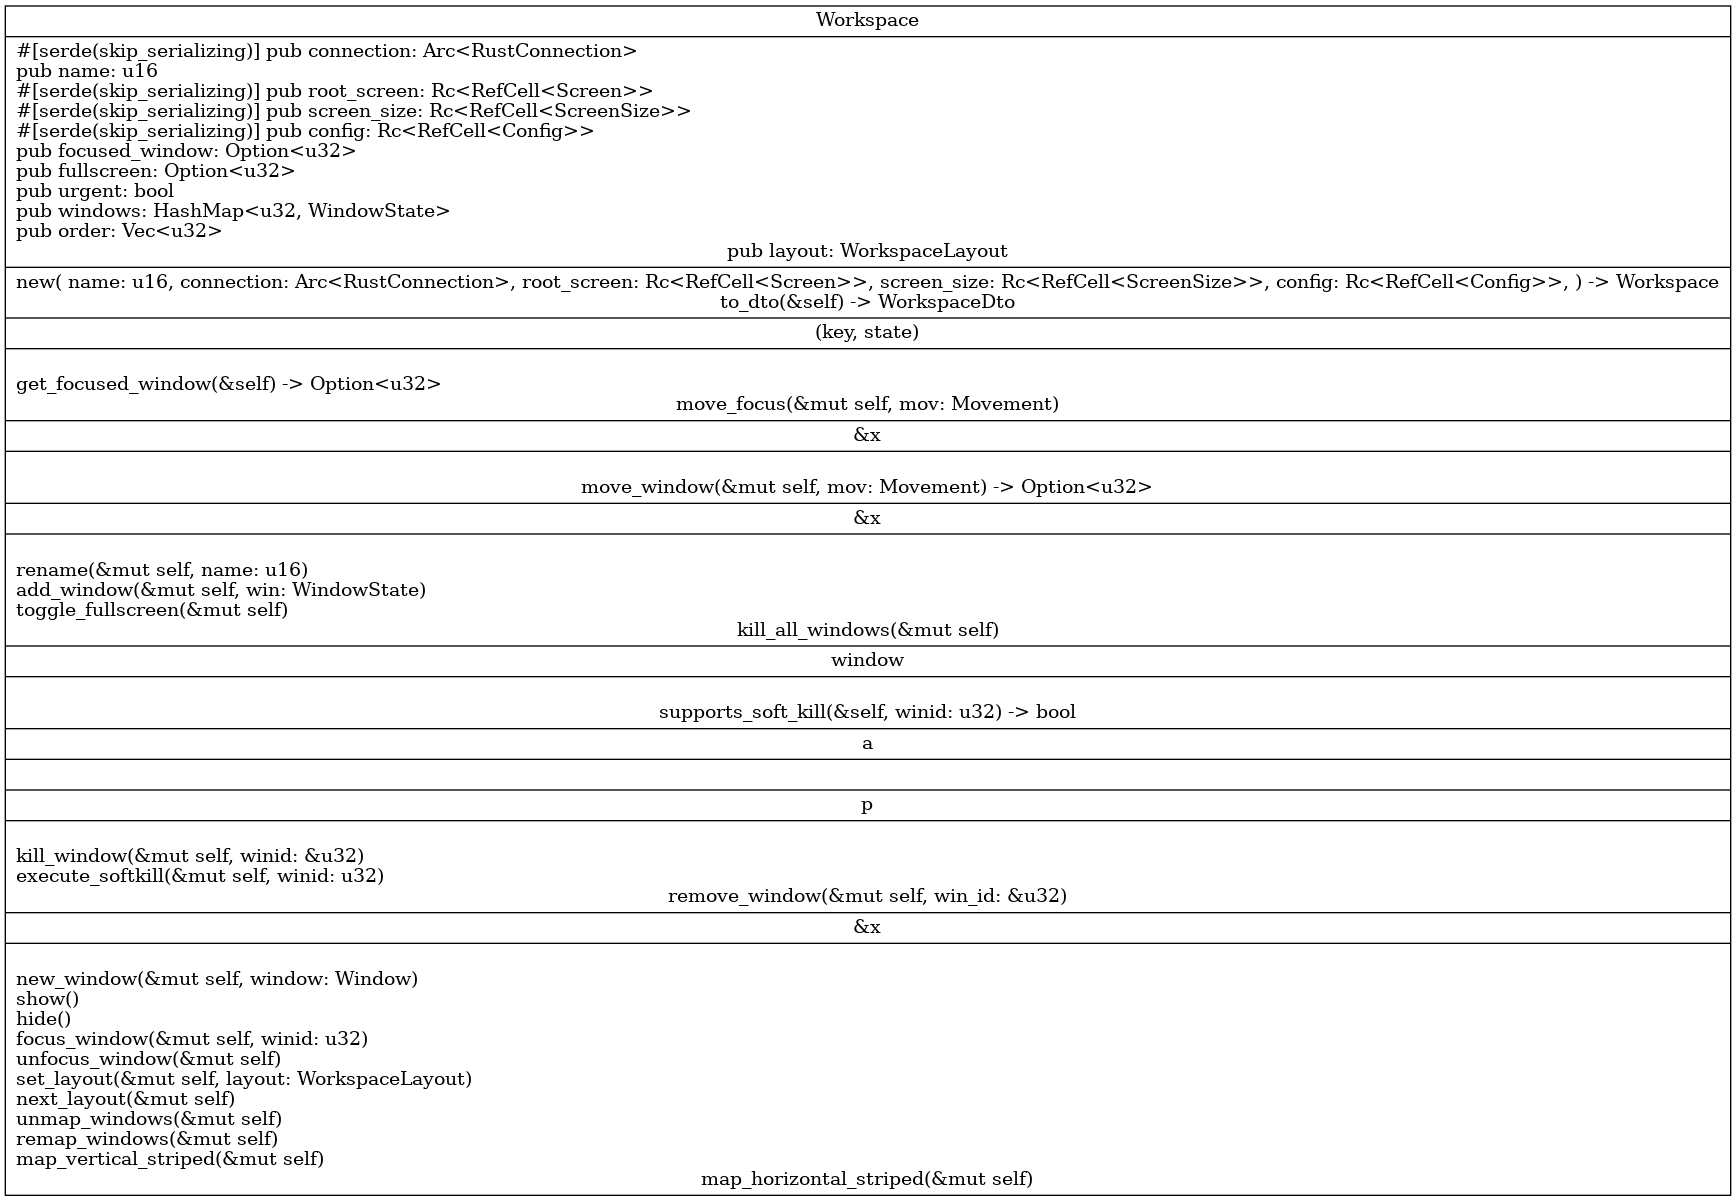 Workspace
#[serde(skip_serializing)] pub connection: Arc<RustConnection>
pub name: u16
#[serde(skip_serializing)] pub root_screen: Rc<RefCell<Screen>>
#[serde(skip_serializing)] pub screen_size: Rc<RefCell<ScreenSize>>
#[serde(skip_serializing)] pub config: Rc<RefCell<Config>>
pub focused_window: Option<u32>
pub fullscreen: Option<u32>
pub urgent: bool
pub windows: HashMap<u32, WindowState>
pub order: Vec<u32>
pub layout: WorkspaceLayout
new( name: u16, connection: Arc<RustConnection>, root_screen: Rc<RefCell<Screen>>, screen_size: Rc<RefCell<ScreenSize>>, config: Rc<RefCell<Config>>, ) -> Workspace
to_dto(&self) -> WorkspaceDto
(key, state)
get_focused_window(&self) -> Option<u32>
move_focus(&mut self, mov: Movement)
&x
move_window(&mut self, mov: Movement) -> Option<u32>
&x
rename(&mut self, name: u16)
add_window(&mut self, win: WindowState)
toggle_fullscreen(&mut self)
kill_all_windows(&mut self)
window
supports_soft_kill(&self, winid: u32) -> bool
a
p
kill_window(&mut self, winid: &u32)
execute_softkill(&mut self, winid: u32)
remove_window(&mut self, win_id: &u32)
&x
new_window(&mut self, window: Window)
show()
hide()
focus_window(&mut self, winid: u32)
unfocus_window(&mut self)
set_layout(&mut self, layout: WorkspaceLayout)
next_layout(&mut self)
unmap_windows(&mut self)
remap_windows(&mut self)
map_vertical_striped(&mut self)
map_horizontal_striped(&mut self)